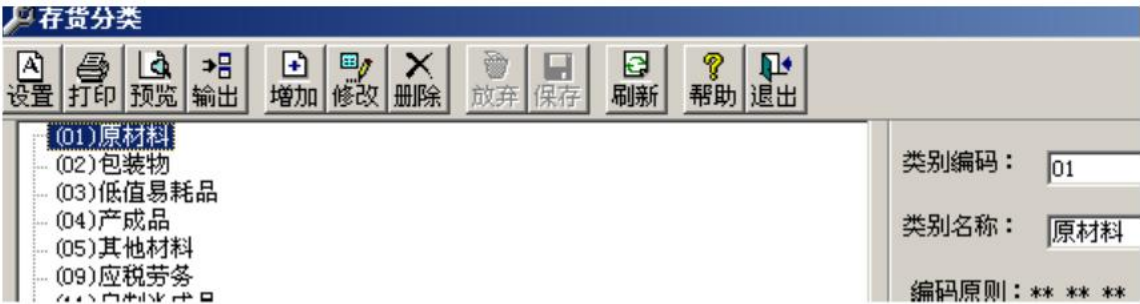 存货分类
设置 打印 预览 输出 增加 修改 删除 放弃 保存 刷新 帮助 退出
(01)原材料
(02)包装物
(03)低值易耗品
(04)产成品
(05)其他材料
(09)应税劳务
类别编码： 01
类别名称： 原材料
编码原则：** ** **